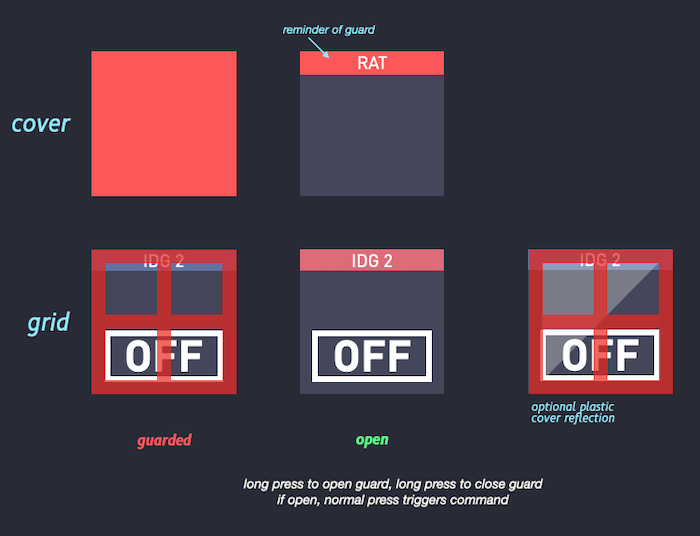 reminder of guard
RAT
cover
IDG 2
IDG 2
IDG 2
OFF
OFF
OFF
grid
optional plastic
cover reflection
guarded
open
long press to open guard, long press to close guard
if open, normal press triggers command